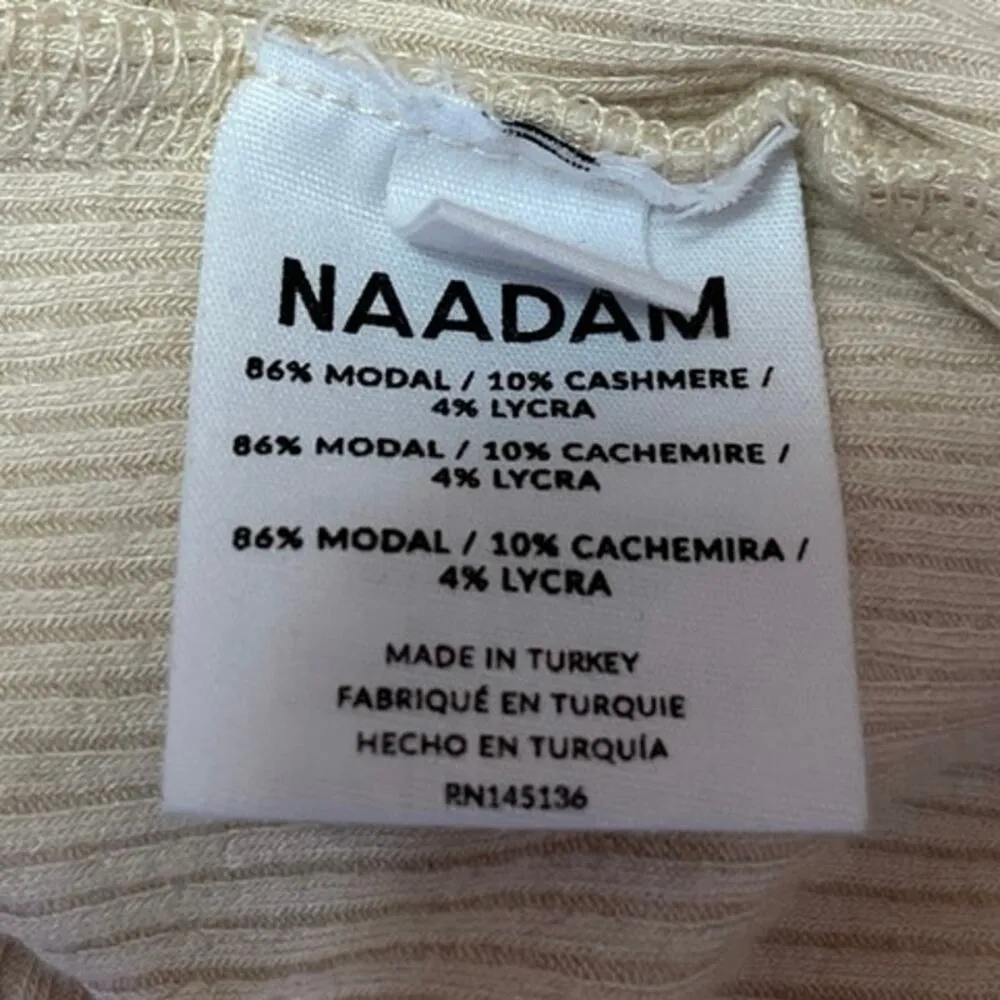 NAADAM
86% MODAL / 10% CASHMERE /
4% LYCRA
86% MODAL / 10% CACHEMIRE /
4% LYCRA
86% MODAL / 10% CACHEMIRA /
4% LYCRA
MADE IN TURKEY
FABRIQUÉ EN TURQUIE
HECHO EN TURQUÍA
RN145136